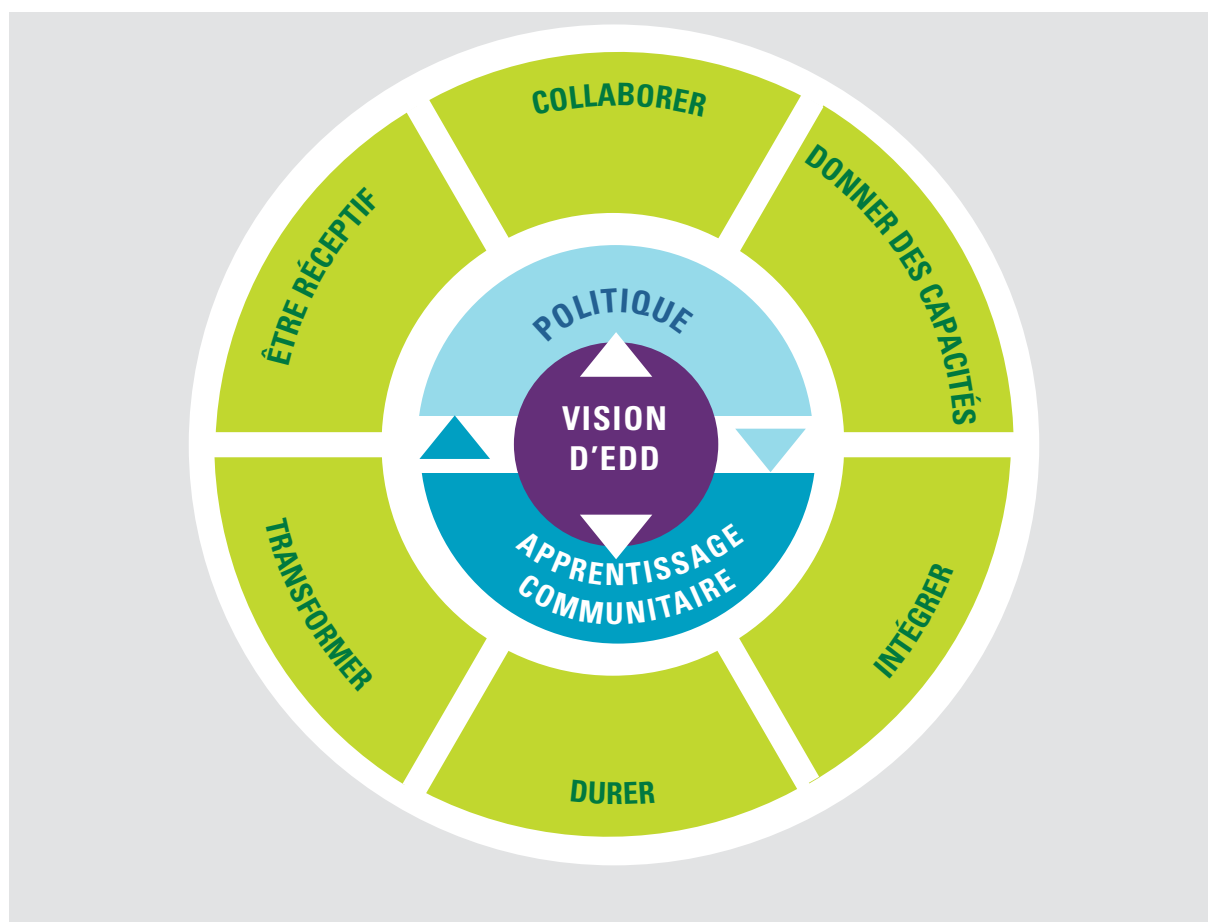 COLLABORER
DONNER DES CAPACITÉS
INTÉGRER
DURER
TRANSFORMER
ÊTRE RÉCEPTIF
POLITIQUE
VISION
D'EDD
APPRENTISSAGE
COMMUNITAIRE